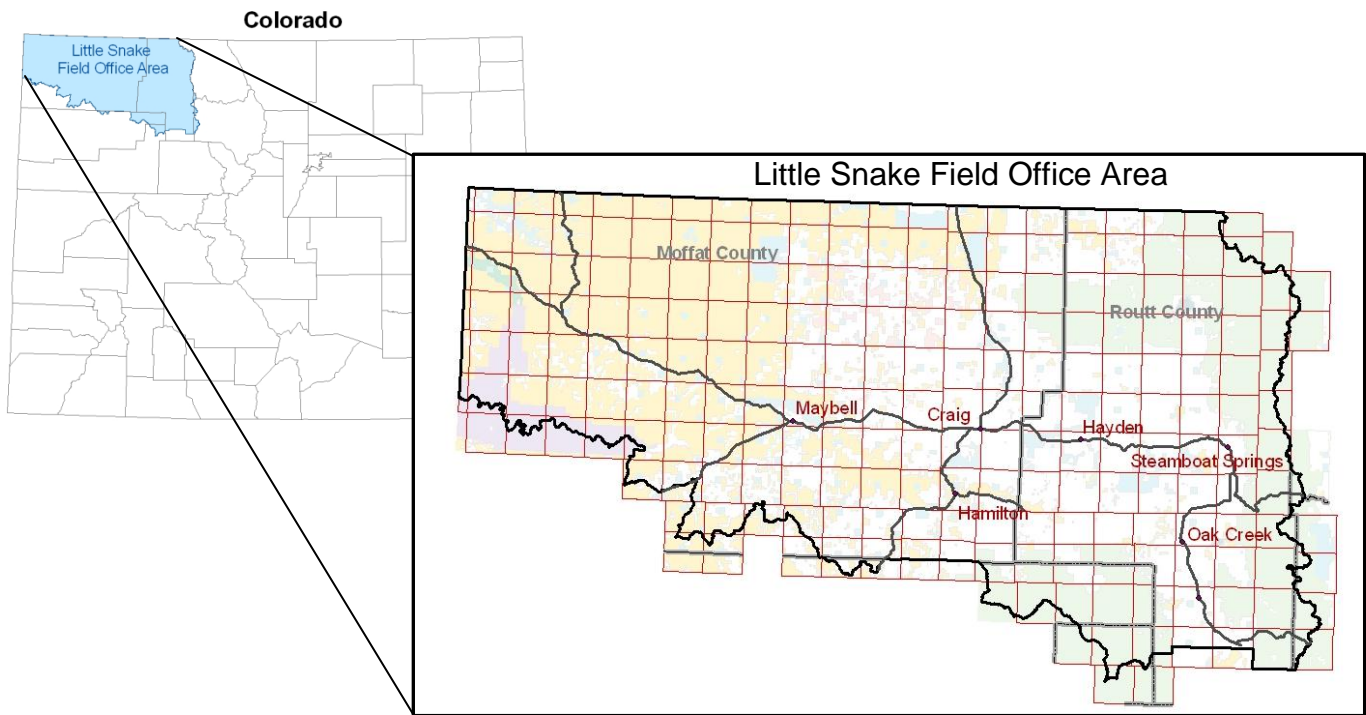 Colorado
Little Snake
Field Office Area
Little Snake Field Office Area
Moffat County
Routt County
Maybell
Craig
Hayden
Steamboat Springs
Hamilton
Oak Creek